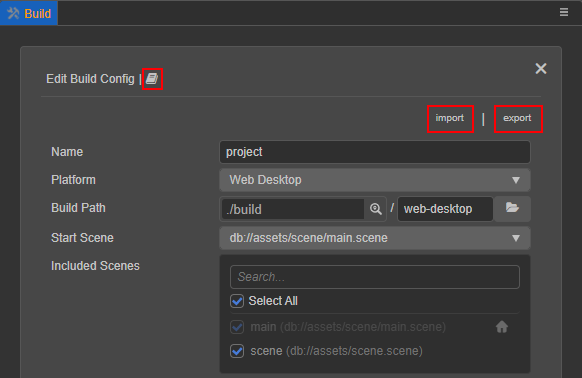 Build
Edit Build Config |
import | export
Name project
Platform Web Desktop
Build Path ./build / web-desktop
Start Scene db://assets/scene/main.scene
Included Scenes
Search...
Select All
main (db://assets/scene/main.scene)
scene (db://assets/scene.scene)